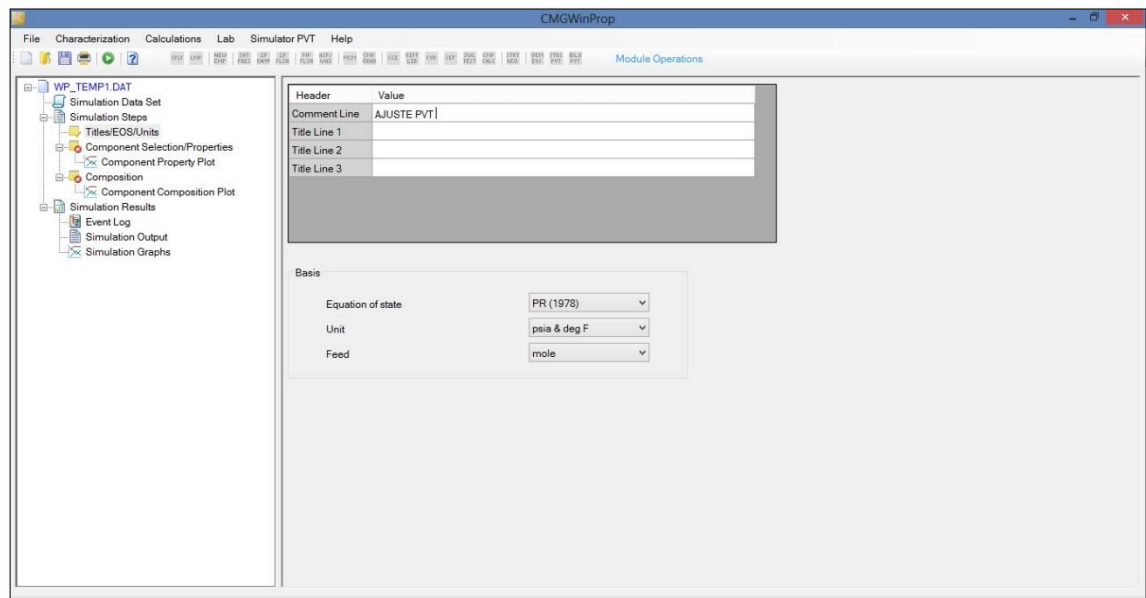 CMGWinProp
File Characterization Calculations Lab Simulator PVT Help
Module Operations
WP_TEMP1.DAT
Simulation Data Set
Simulation Steps
Titles/EOS/Units
Component Selection/Properties
Component Property Plot
Composition
Component Composition Plot
Simulation Results
Event Log
Simulation Output
Simulation Graphs
Header Value
Comment Line AJUSTE PVT
Title Line 1
Title Line 2
Title Line 3
Basis
Equation of state PR (1978)
Unit psia & deg F
Feed mole